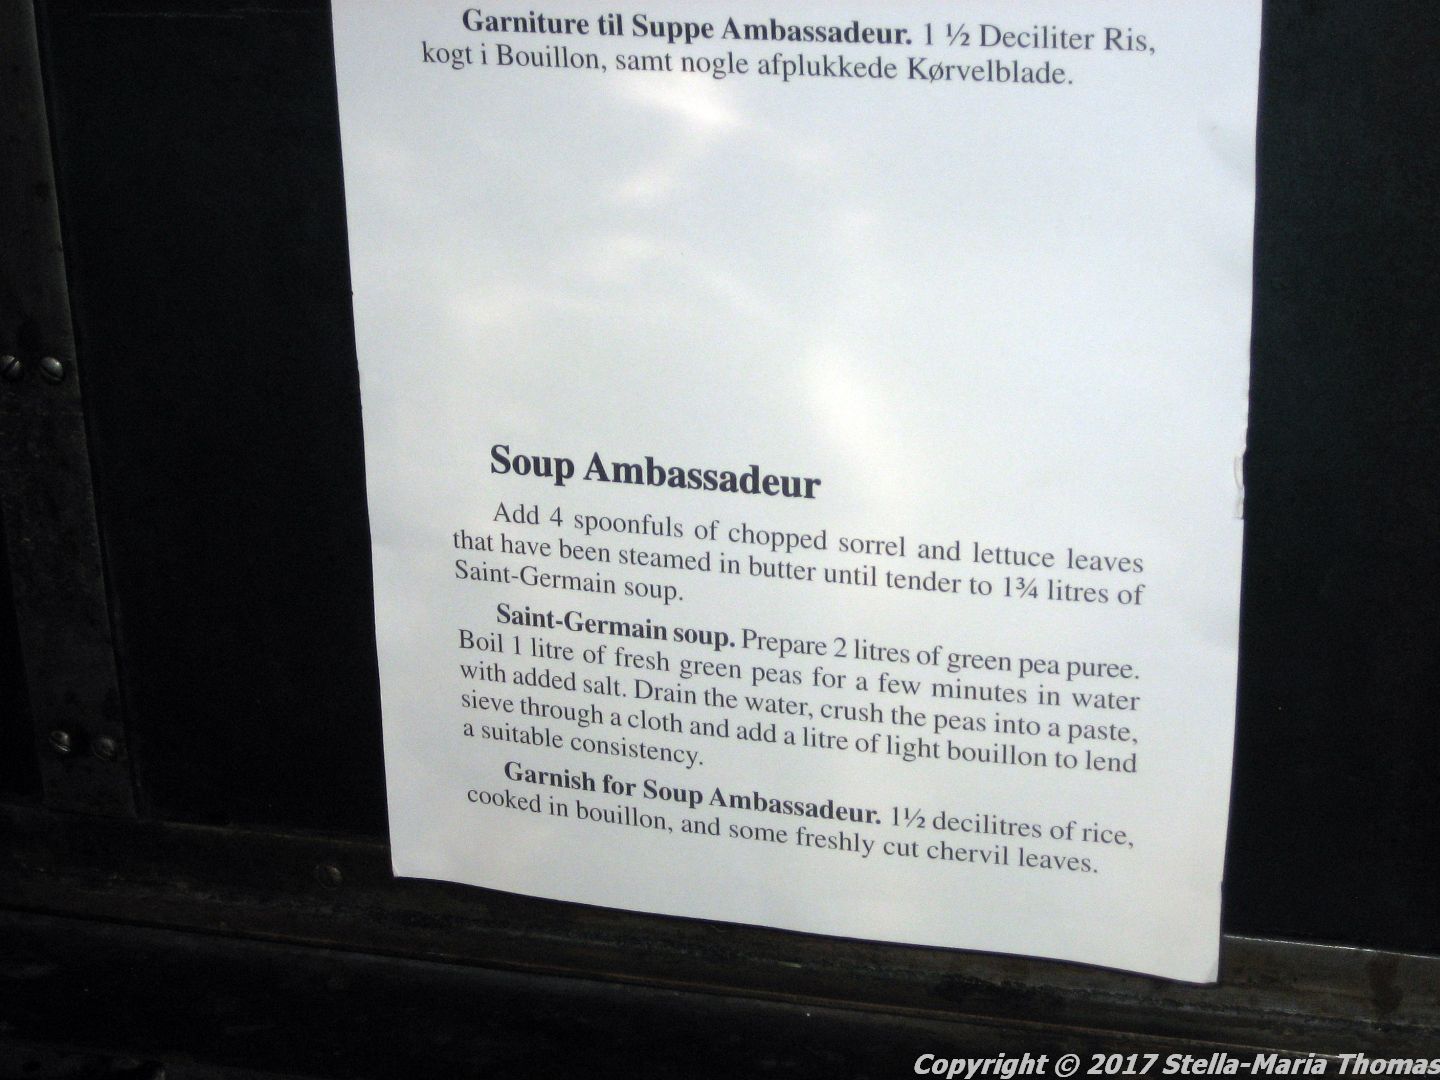 Garniture til Suppe Ambassadeur. 1 ½ Deciliter Ris,
kogt i Bouillon, samt nogle afplukkede Kørvelblade.
Soup Ambassadeur
Add 4 spoonfuls of chopped sorrel and lettuce leaves
that have been steamed in butter until tender to 1¾ litres of
Saint-Germain soup.
Saint-Germain soup. Prepare 2 litres of green pea puree.
Boil 1 litre of fresh green peas for a few minutes in water
with added salt. Drain the water, crush the peas into a paste,
sieve through a cloth and add a litre of light bouillon to lend
a suitable consistency.
Garnish for Soup Ambassadeur. 1½ decilitres of rice,
cooked in bouillon, and some freshly cut chervil leaves.
Copyright © 2017 Stella-Maria Thomas